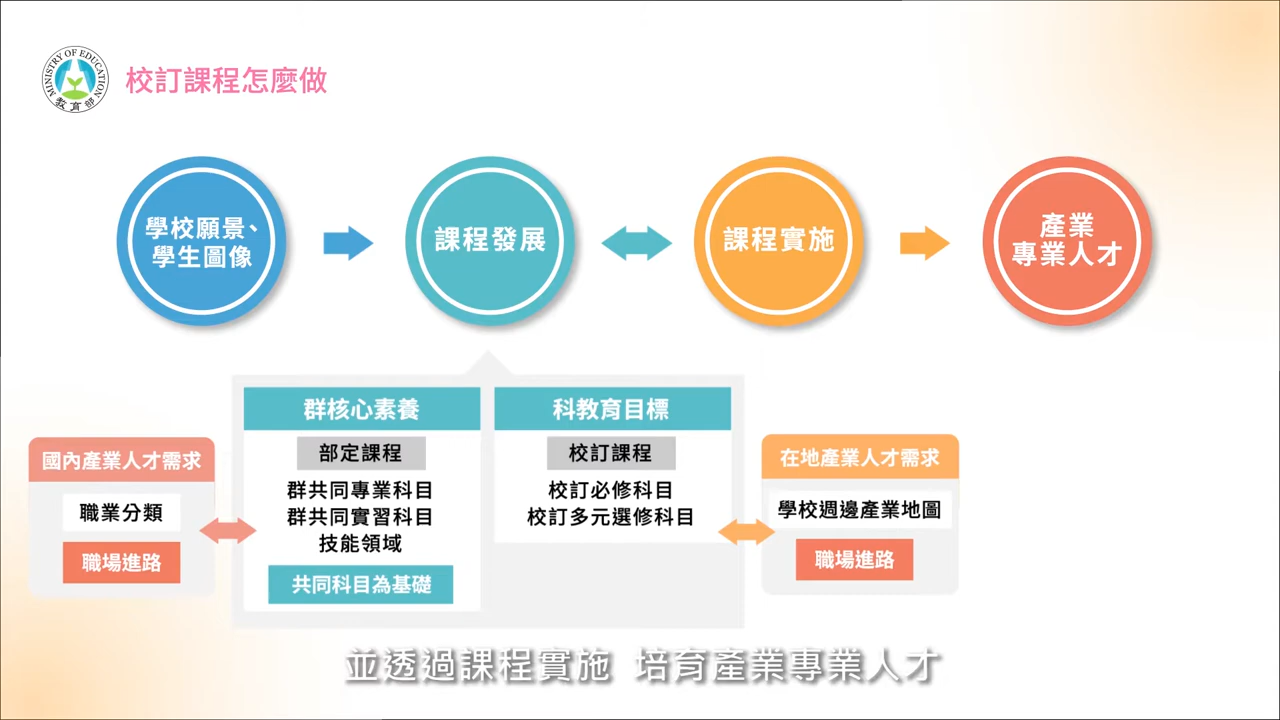 MINISTRY OF EDUCATION
教育部
校訂課程怎麼做
學校願景、
學生圖像
課程發展
課程實施
產業
專業人才
國內產業人才需求
職業分類
職場進路
群核心素養
部定課程
群共同專業科目
群共同實習科目
技能領域
共同科目為基礎
科教育目標
校訂課程
校訂必修科目
校訂多元選修科目
在地產業人才需求
學校週邊產業地圖
職場進路
並透過課程實施 培育產業專業人才